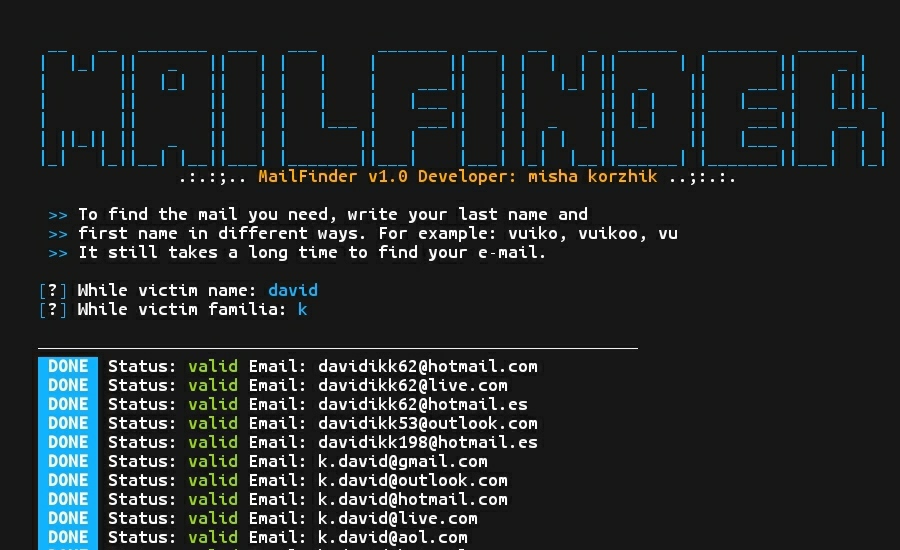 MAILFINDER
.:.:;.. MailFinder v1.0 Developer: misha korzhik ..;:.:.
>> To find the mail you need, write your last name and
>> first name in different ways. For example: vuiko, vuikoo, vu
>> It still takes a long time to find your e-mail.
[?] While victim name: david
[?] While victim familia: k
DONE Status: valid Email: davidikk62@hotmail.com
DONE Status: valid Email: davidikk62@live.com
DONE Status: valid Email: davidikk62@hotmail.es
DONE Status: valid Email: davidikk53@outlook.com
DONE Status: valid Email: davidikk198@hotmail.es
DONE Status: valid Email: k.david@gmail.com
DONE Status: valid Email: k.david@outlook.com
DONE Status: valid Email: k.david@hotmail.com
DONE Status: valid Email: k.david@live.com
DONE Status: valid Email: k.david@aol.com